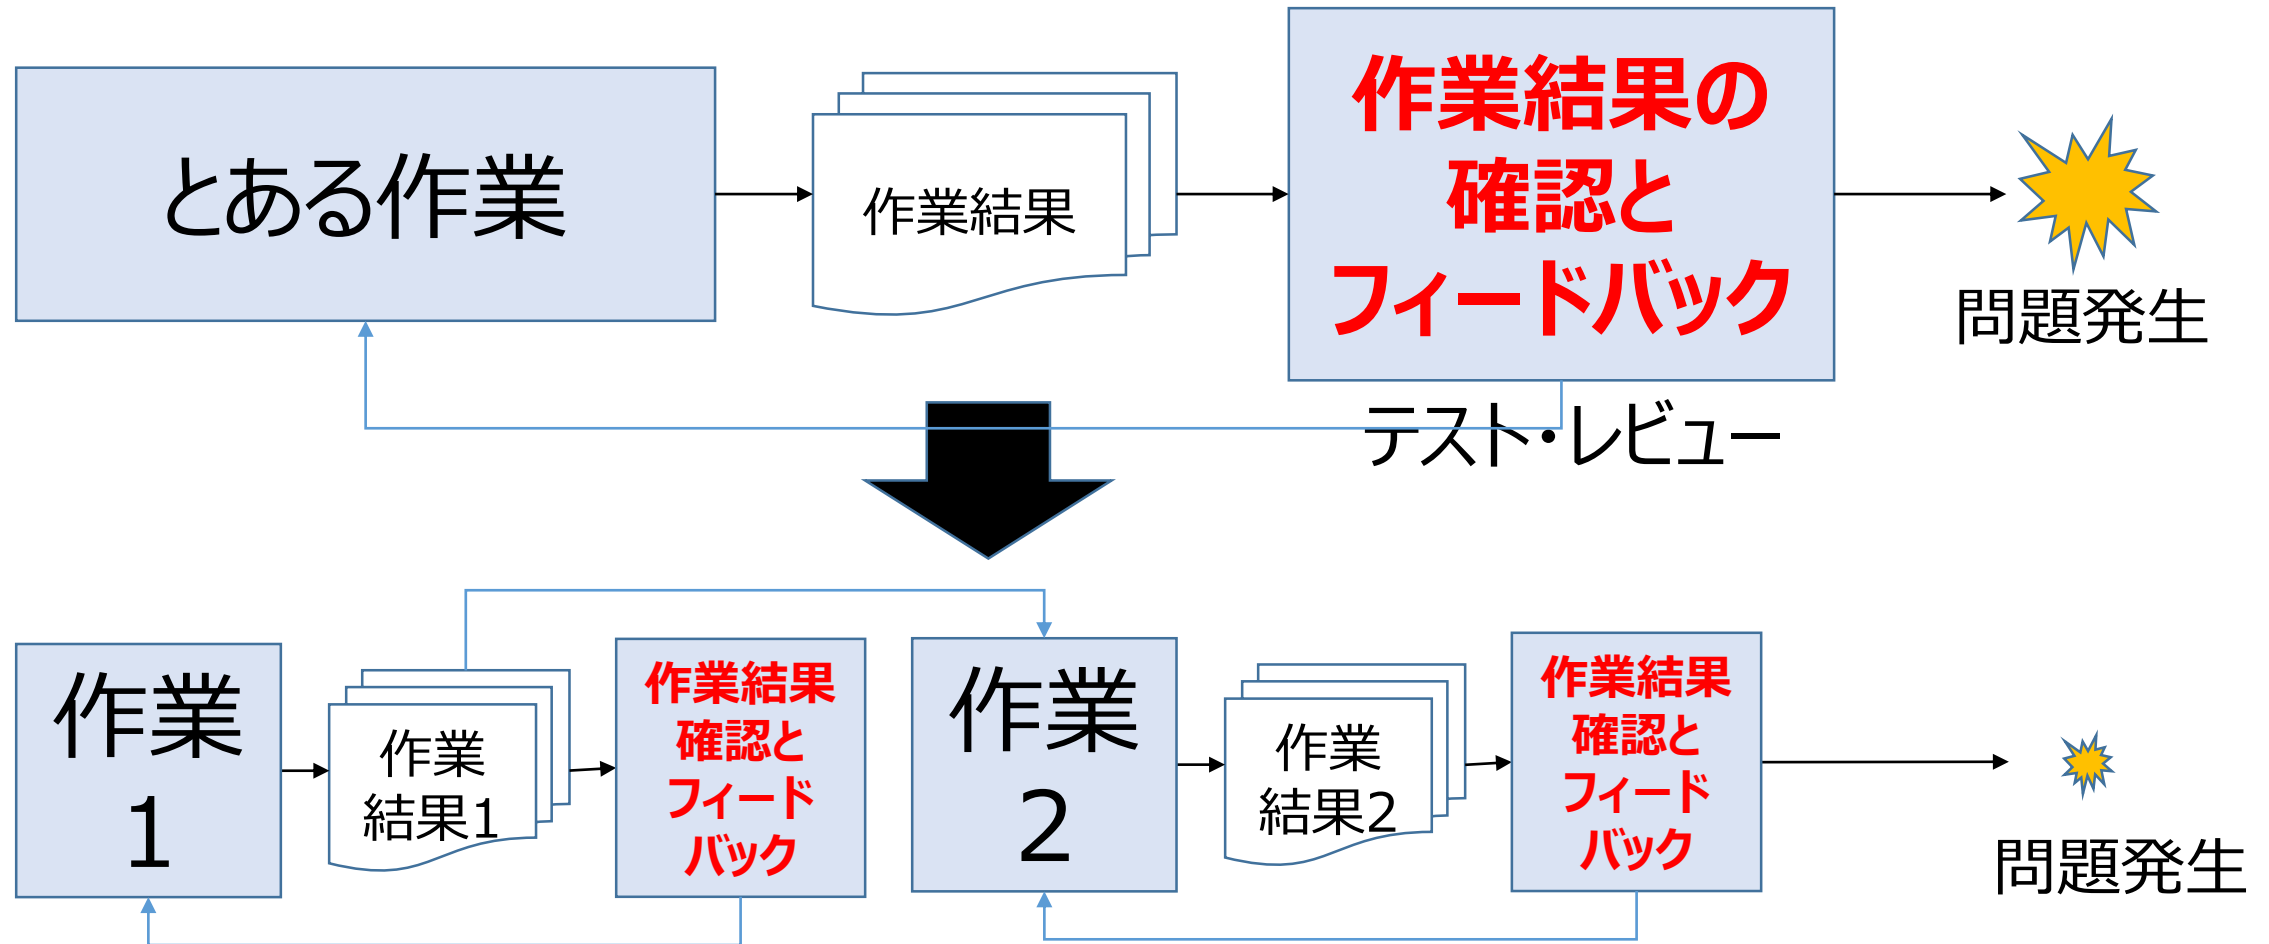 とある作業
作業結果
作業結果の
確認と
フィードバック
問題発生
テスト・レビュー
作業
1
作業
結果1
作業結果
確認と
フィード
バック
作業
2
作業
結果2
作業結果
確認と
フィード
バック
問題発生